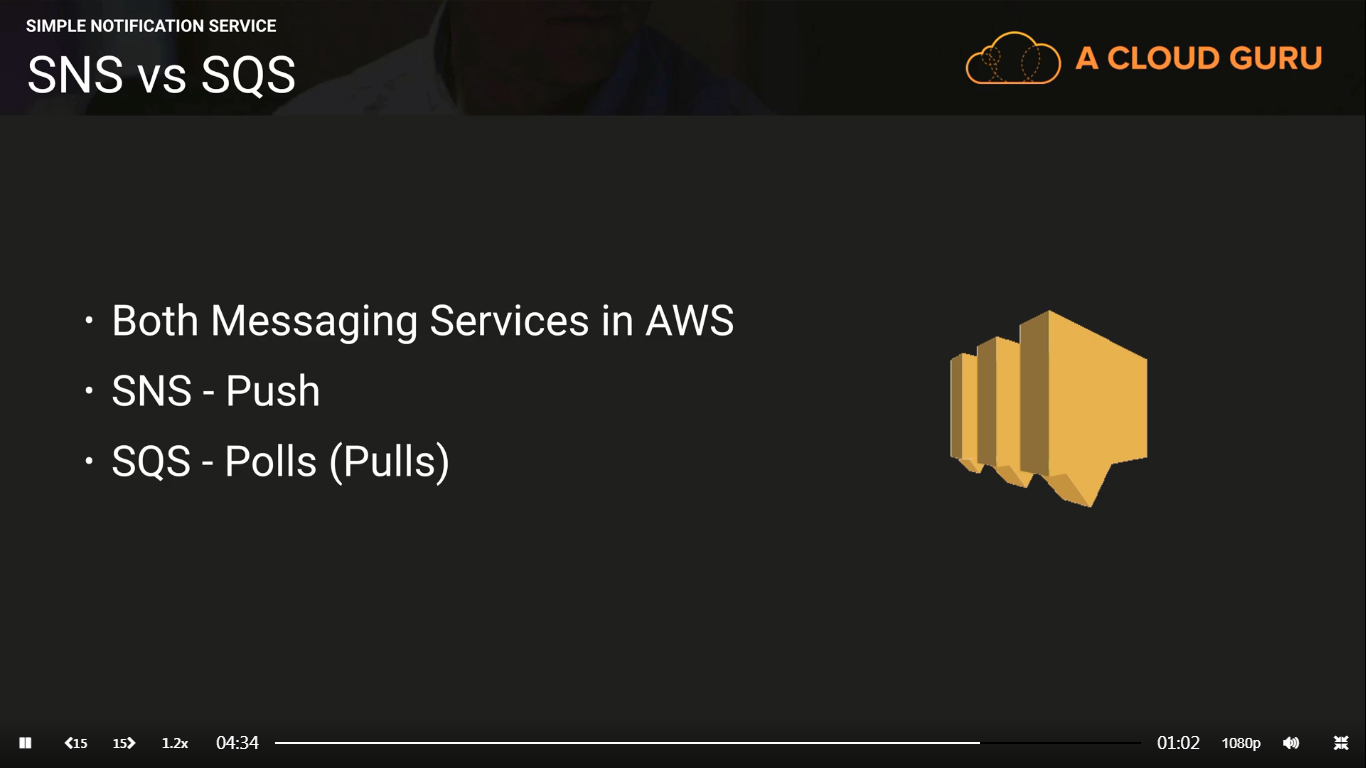 SIMPLE NOTIFICATION SERVICE
SNS vs SQS
A CLOUD GURU
· Both Messaging Services in AWS
· SNS - Push
· SQS - Polls (Pulls)
15 15 1.2x 04:34 01:02 1080p